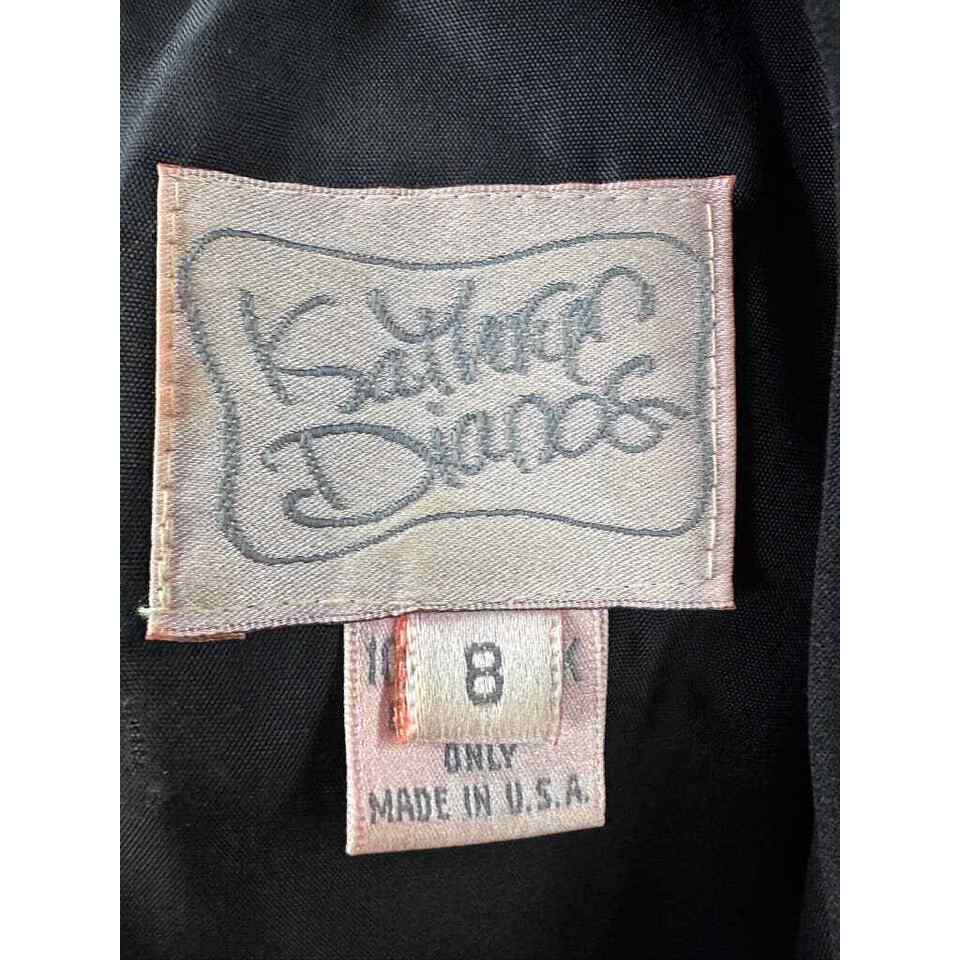 Kathryn
Dianos
8
ONLY
MADE IN U.S.A.